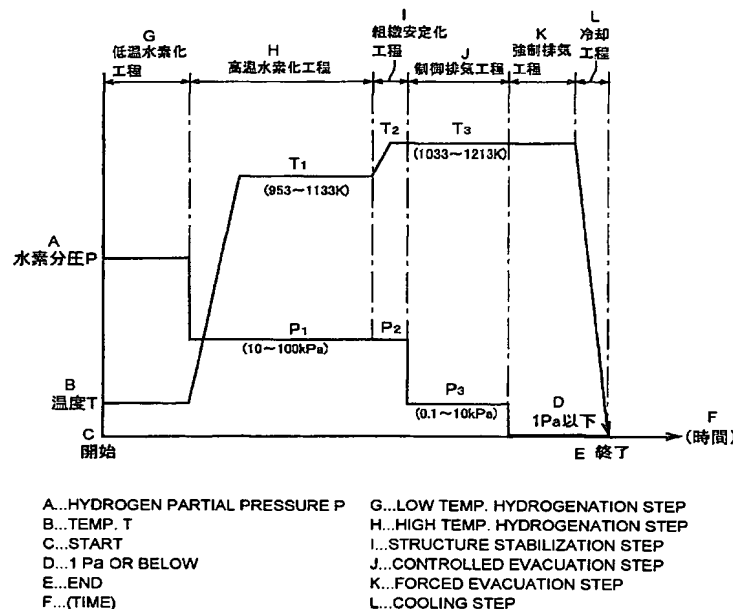 I
組織安定化
工程
G
低温水素化
工程
H
高温水素化工程
J
制御排気工程
K
強制排気
工程
L
冷却
工程
T2
T3
(1033~1213K)
T1
(953~1133K)
A
水素分圧P
P1
(10~100kPa)
P2
B
温度T
P3
(0.1~10kPa)
D
1Pa以下
F
(時間)
C
開始
E 終了
A...HYDROGEN PARTIAL PRESSURE P
B...TEMP. T
C...START
D...1 Pa OR BELOW
E...END
F...(TIME)
G...LOW TEMP. HYDROGENATION STEP
H...HIGH TEMP. HYDROGENATION STEP
I...STRUCTURE STABILIZATION STEP
J...CONTROLLED EVACUATION STEP
K...FORCED EVACUATION STEP
L...COOLING STEP